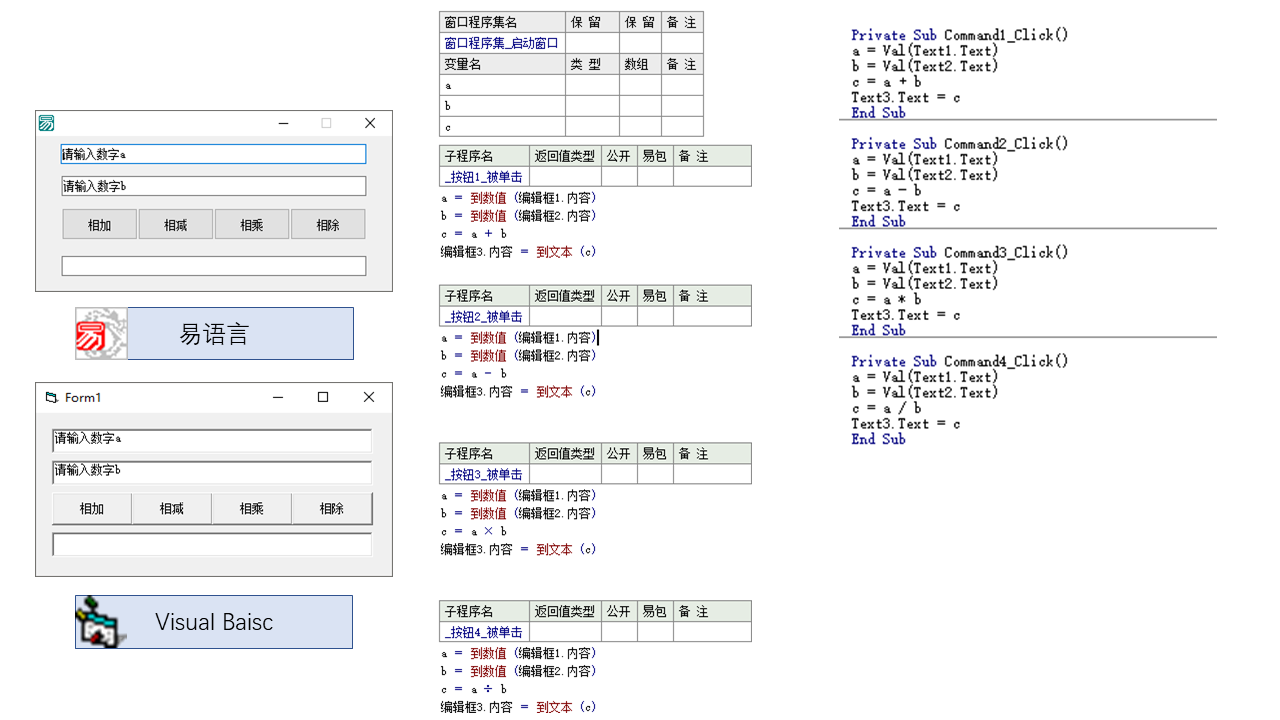 易
请输入数字a
请输入数字b
相加 相减 相乘 相除
易 易语言
Form1
请输入数字a
请输入数字b
相加 相减 相乘 相除
Visual Baisc
窗口程序集名 保 留 保 留 备 注
窗口程序集_启动窗口
变量名 类 型 数组 备 注
a
b
c
子程序名 返回值类型 公开 易包 备 注
_按钮1_被单击
a = 到数值 (编辑框1.内容)
b = 到数值 (编辑框2.内容)
c = a + b
编辑框3.内容 = 到文本 (c)
子程序名 返回值类型 公开 易包 备 注
_按钮2_被单击
a = 到数值 (编辑框1.内容)
b = 到数值 (编辑框2.内容)
c = a - b
编辑框3.内容 = 到文本 (c)
子程序名 返回值类型 公开 易包 备 注
_按钮3_被单击
a = 到数值 (编辑框1.内容)
b = 到数值 (编辑框2.内容)
c = a × b
编辑框3.内容 = 到文本 (c)
子程序名 返回值类型 公开 易包 备 注
_按钮4_被单击
a = 到数值 (编辑框1.内容)
b = 到数值 (编辑框2.内容)
c = a ÷ b
编辑框3.内容 = 到文本 (c)
Private Sub Command1_Click()
a = Val(Text1.Text)
b = Val(Text2.Text)
c = a + b
Text3.Text = c
End Sub
Private Sub Command2_Click()
a = Val(Text1.Text)
b = Val(Text2.Text)
c = a - b
Text3.Text = c
End Sub
Private Sub Command3_Click()
a = Val(Text1.Text)
b = Val(Text2.Text)
c = a * b
Text3.Text = c
End Sub
Private Sub Command4_Click()
a = Val(Text1.Text)
b = Val(Text2.Text)
c = a / b
Text3.Text = c
End Sub